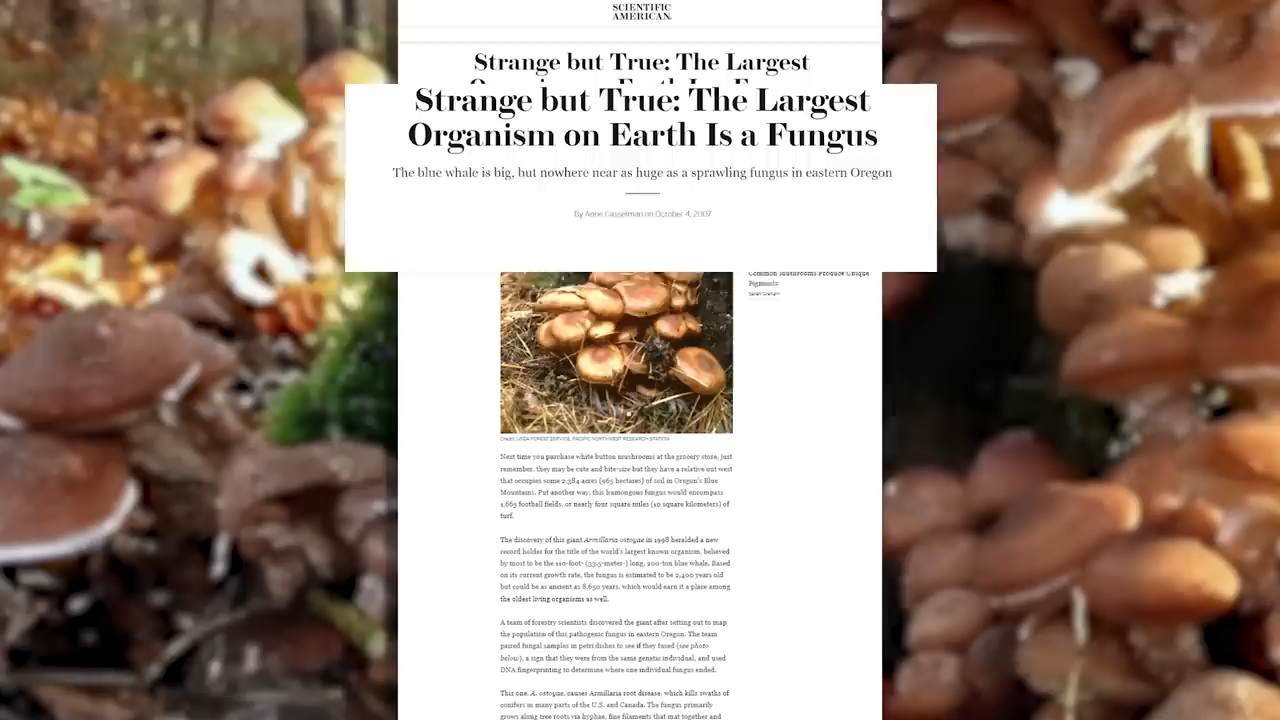 SCIENTIFIC
AMERICAN
Strange but True: The Largest
Strange but True: The Largest
Organism on Earth Is a Fungus
The blue whale is big, but nowhere near as huge as a sprawling fungus in eastern Oregon
By Anne Casselman on October 4, 2007
Common Mushrooms Produce Unique
Pigments
Sarah Graham
Credit: USDA FOREST SERVICE, PACIFIC NORTHWEST RESEARCH STATION
Next time you purchase white button mushrooms at the grocery store, just
remember, they may be cute and bite-size but they have a relative out west
that occupies some 2,384 acres (965 hectares) of soil in Oregon's Blue
Mountains. Put another way, this humongous fungus would encompass
1,665 football fields, or nearly four square miles (10 square kilometers) of
turf.
The discovery of this giant Armillaria ostoyae in 1998 heralded a new
record holder for the title of the world's largest known organism, believed
by most to be the 110-foot- (33.5-meter-) long, 200-ton blue whale. Based
on its current growth rate, the fungus is estimated to be 2,400 years old
but could be as ancient as 8,650 years, which would earn it a place among
the oldest living organisms as well.
A team of forestry scientists discovered the giant after setting out to map
the population of this pathogenic fungus in eastern Oregon. The team
paired fungal samples in petri dishes to see if they fused (see photo
below), a sign that they were from the same genetic individual, and used
DNA fingerprinting to determine where one individual fungus ended.
This one, A. ostoyae, causes Armillaria root disease, which kills swaths of
conifers in many parts of the U.S. and Canada. The fungus primarily
grows along tree roots via hyphae, fine filaments that mat together and